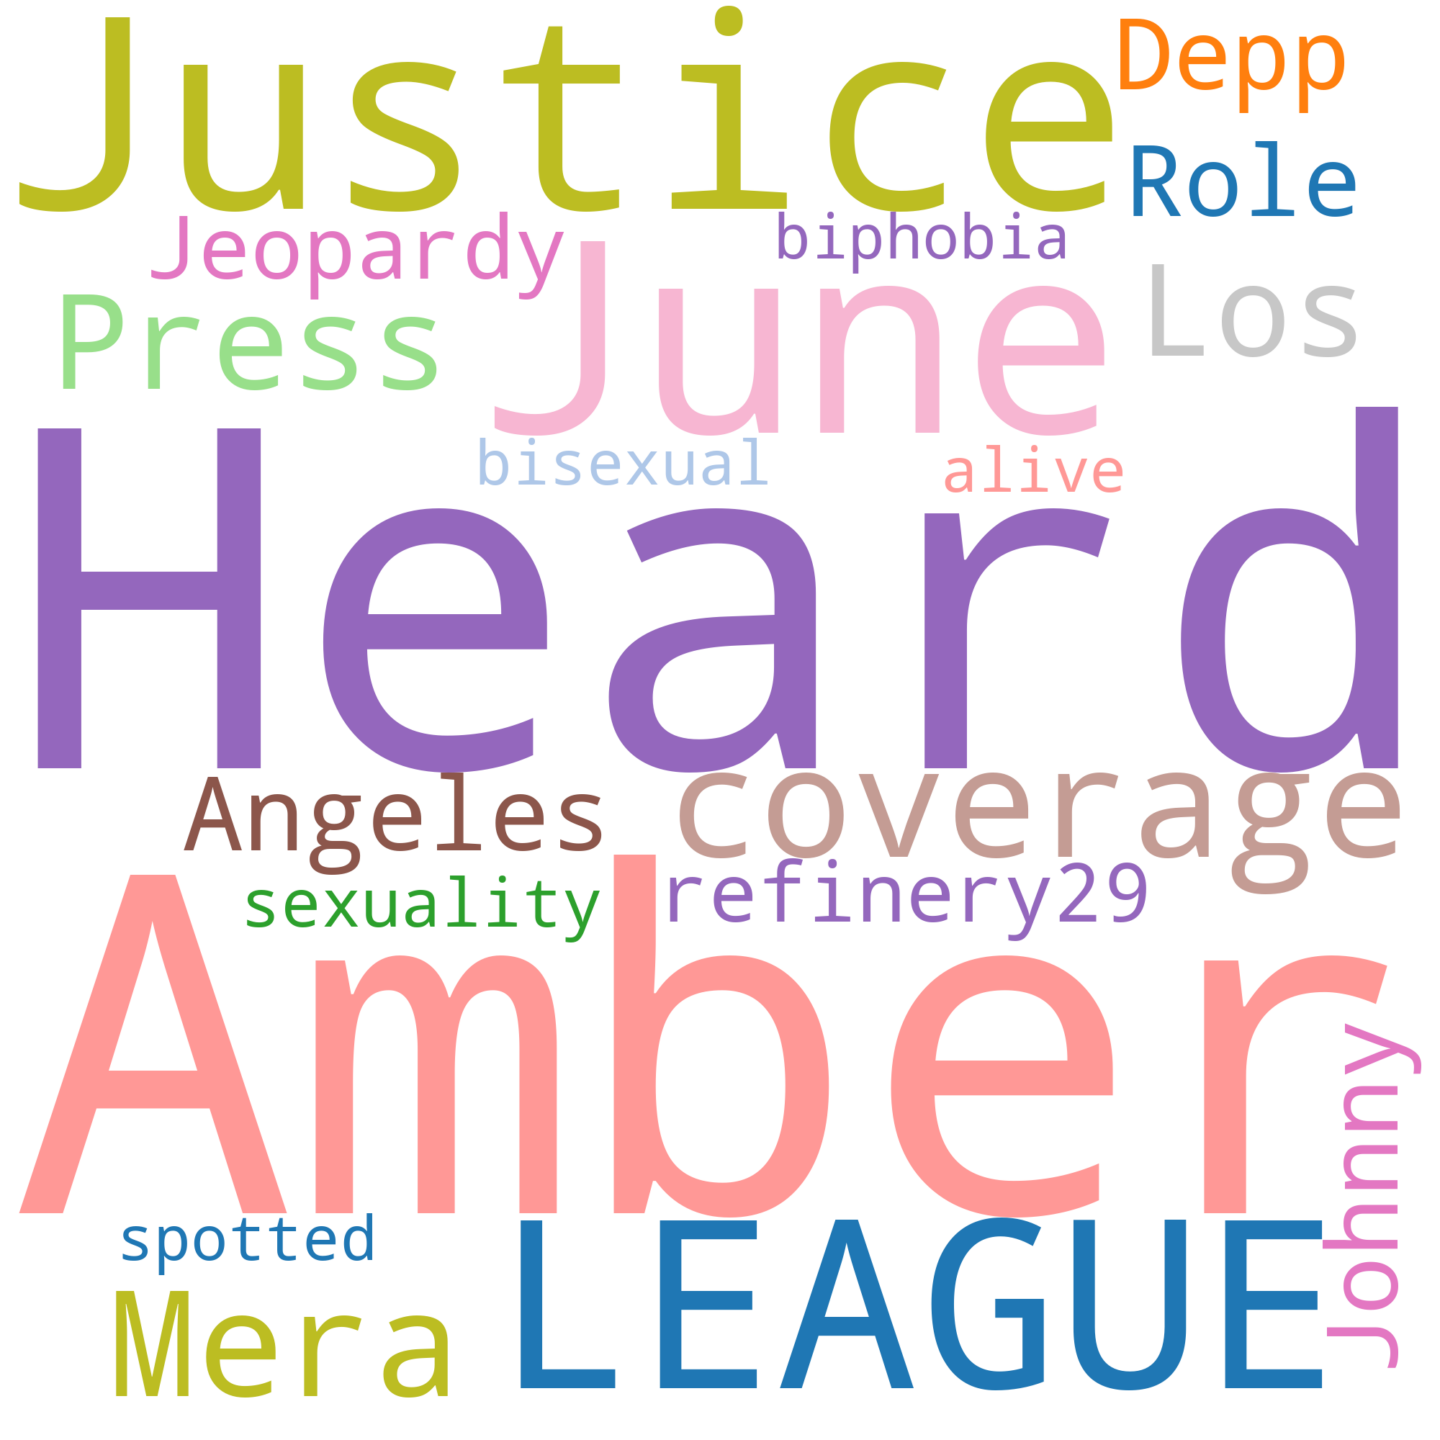 Justice
Depp
Role
Jeopardy
biphobia
June
Press
Los
bisexual
alive
Heard
Angeles
coverage
sexuality
refinery29
Amber
Johnny
spotted
LEAGUE
Mera